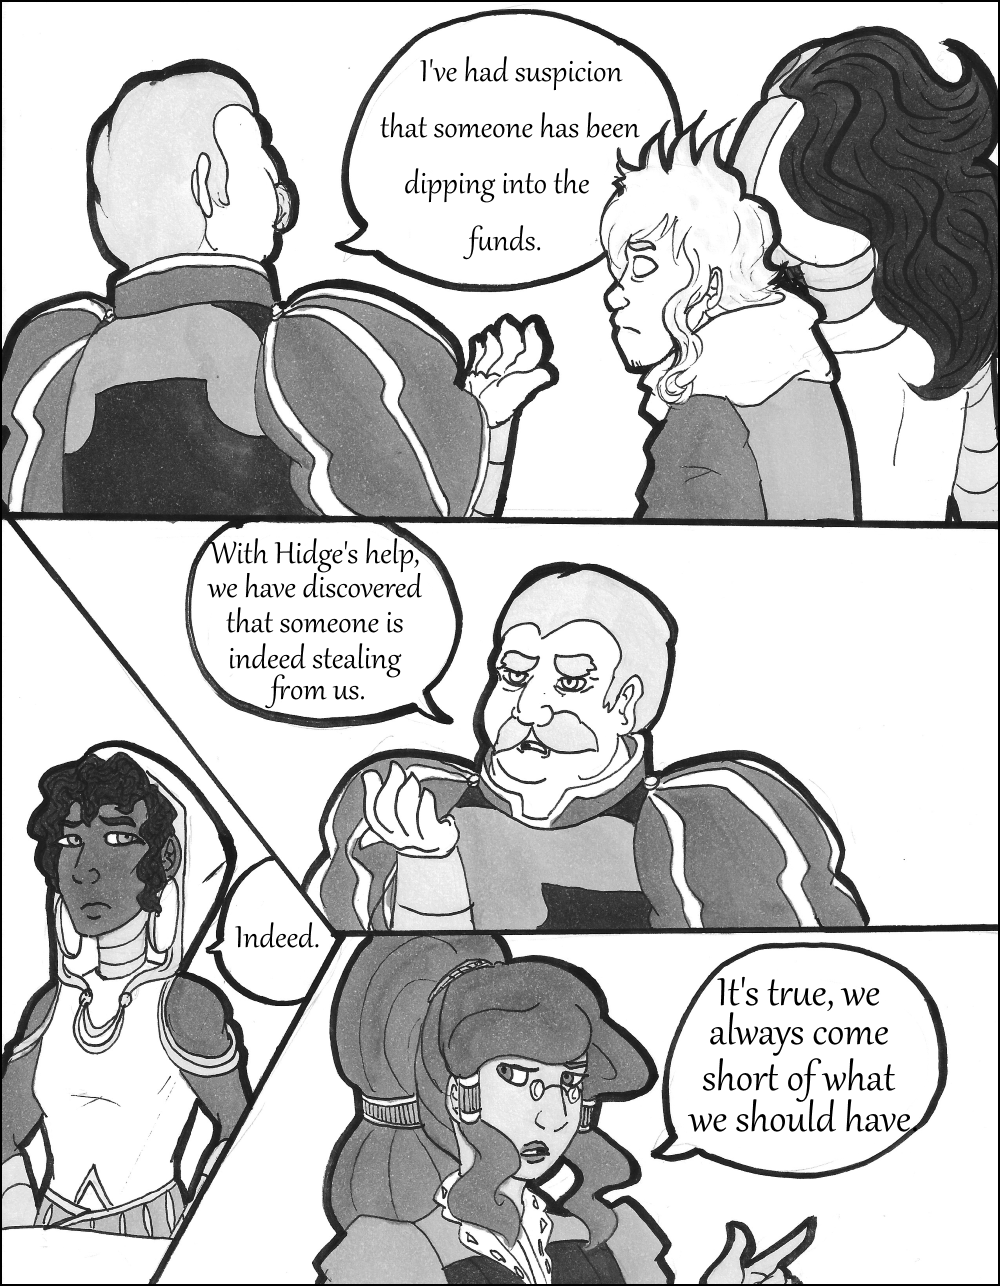 I've had suspicion
that someone has been
dipping into the
funds.
With Hidge's help,
we have discovered
that someone is
indeed stealing
from us.
Indeed.
It's true, we
always come
short of what
we should have.